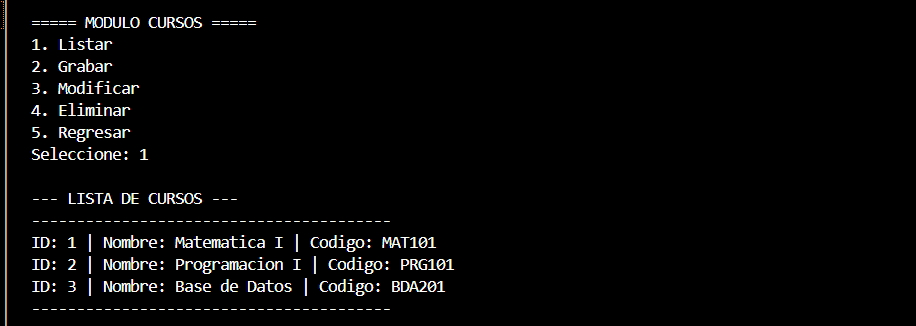 ===== MODULO CURSOS =====
1. Listar
2. Grabar
3. Modificar
4. Eliminar
5. Regresar
Seleccione: 1
--- LISTA DE CURSOS ---
----------------------------------------
ID: 1 | Nombre: Matematica I | Codigo: MAT101
ID: 2 | Nombre: Programacion I | Codigo: PRG101
ID: 3 | Nombre: Base de Datos | Codigo: BDA201
----------------------------------------